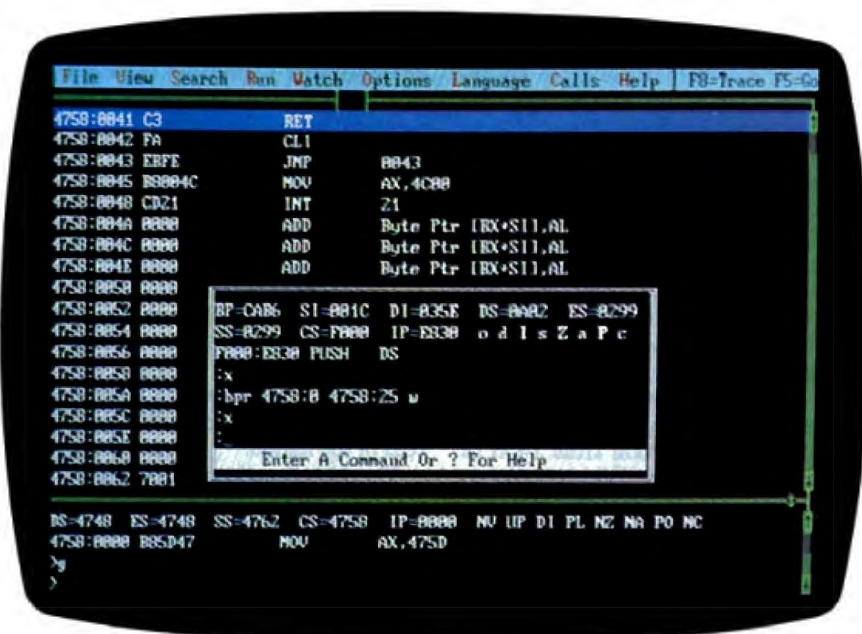 File View Search Run Watch Options Language Calls Help | F8=Trace F5=Go
4758:0041 C3 RET
4758:0042 FA CLI
4758:0043 EBFE JMP 0043
4758:0045 B8004C MOV AX,4C00
4758:0048 CD21 INT 21
4758:004A 0000 ADD Byte Ptr [BX+SI],AL
4758:004C 0000 ADD Byte Ptr [BX+SI],AL
4758:004E 0000 ADD Byte Ptr [BX+SI],AL
4758:0050 0000
4758:0052 0000
4758:0054 0000
4758:0056 0000
4758:0058 0000
4758:005A 0000
4758:005C 0000
4758:005E 0000
4758:0060 0000
4758:0062 7001
BP=CAB6 SI=001C DI=035E DS=0A02 ES=0299
SS=0299 CS=F000 IP=E830 o d I s Z a P c
F000:E830 PUSH DS
:x
:bpr 4758:0 4758:25 w
:x
:_
Enter A Command Or ? For Help
DS=4748 ES=4748 SS=4762 CS=4758 IP=0000 NV UP DI PL NZ NA PO NC
4758:0000 B85D47 MOV AX,475D
>g
>